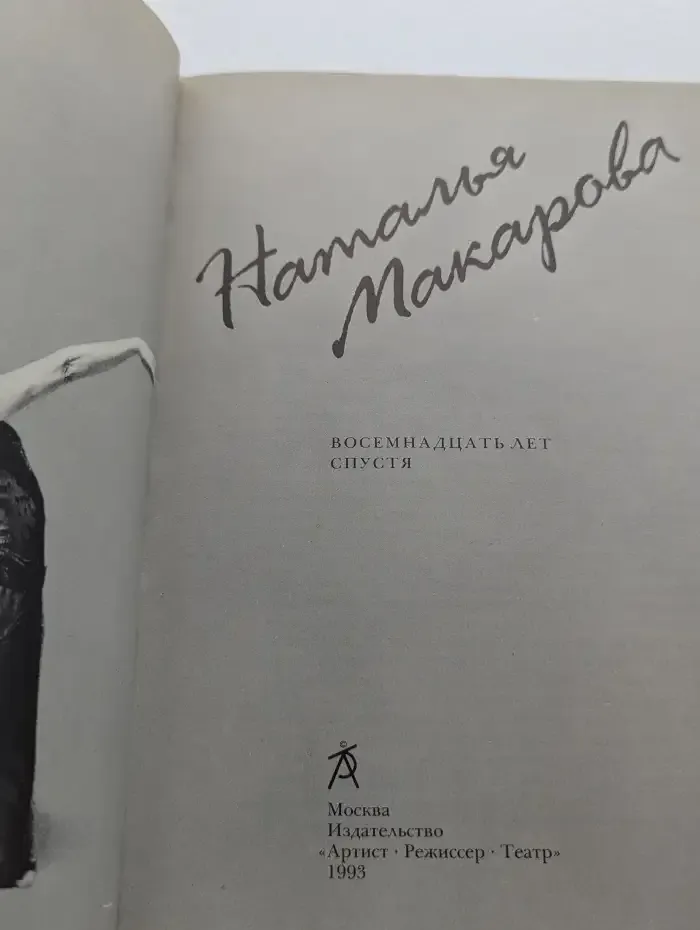 Наталья
Макарова
ВОСЕМНАДЦАТЬ ЛЕТ
СПУСТЯ
©
Москва
Издательство
«Артист · Режиссер · Театр»
1993